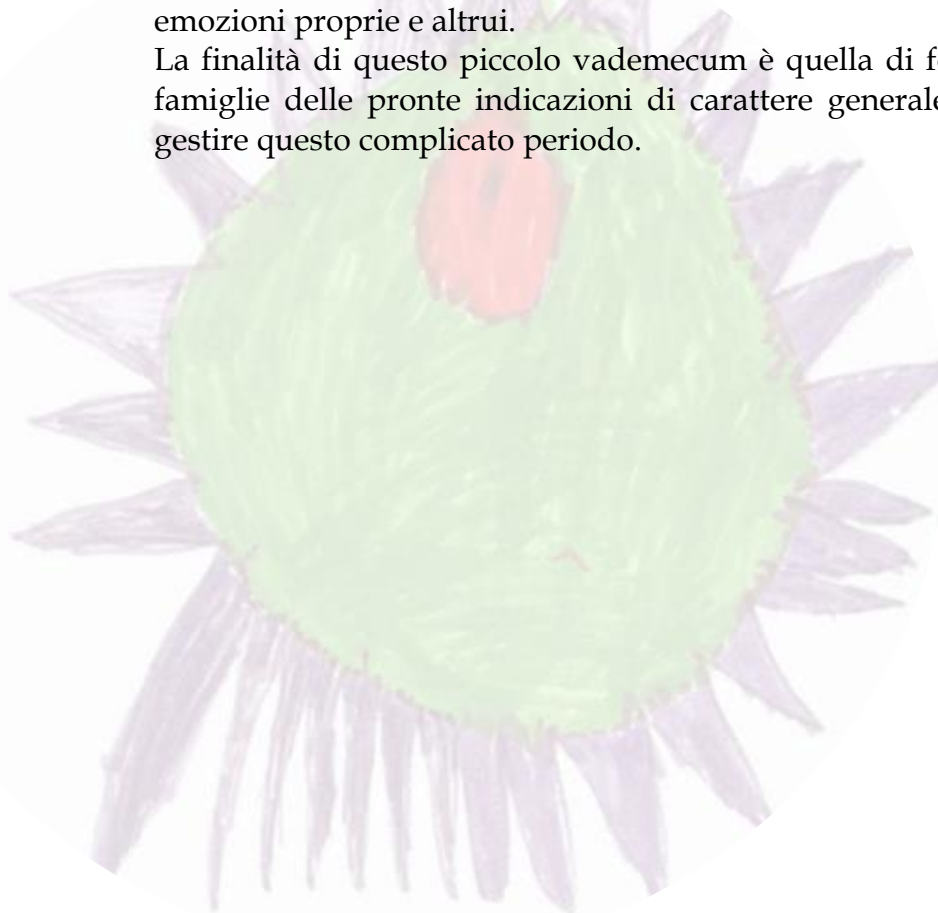 emozioni proprie e altrui.
La finalità di questo piccolo vademecum è quella di
famiglie delle pronte indicazioni di carattere generale
gestire questo complicato periodo.